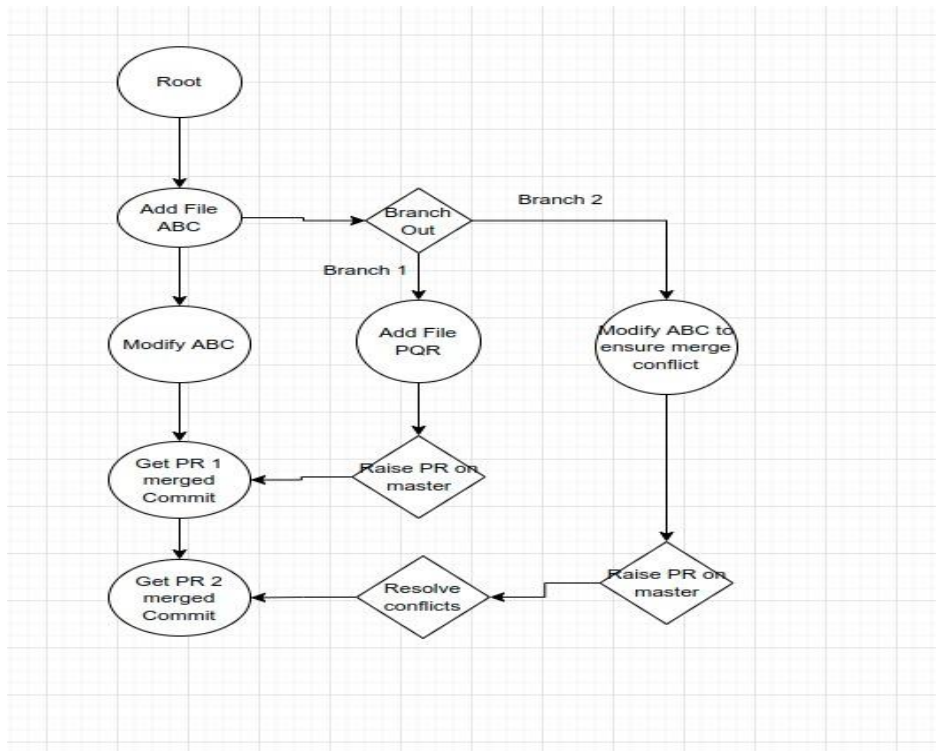 Root
Add File
ABC
Branch
Out
Branch 2
Branch 1
Modify ABC
Add File
PQR
Modify ABC to
ensure merge
conflict
Get PR 1
merged
Commit
Raise PR on
master
Get PR 2
merged
Commit
Resolve
conflicts
Raise PR on
master